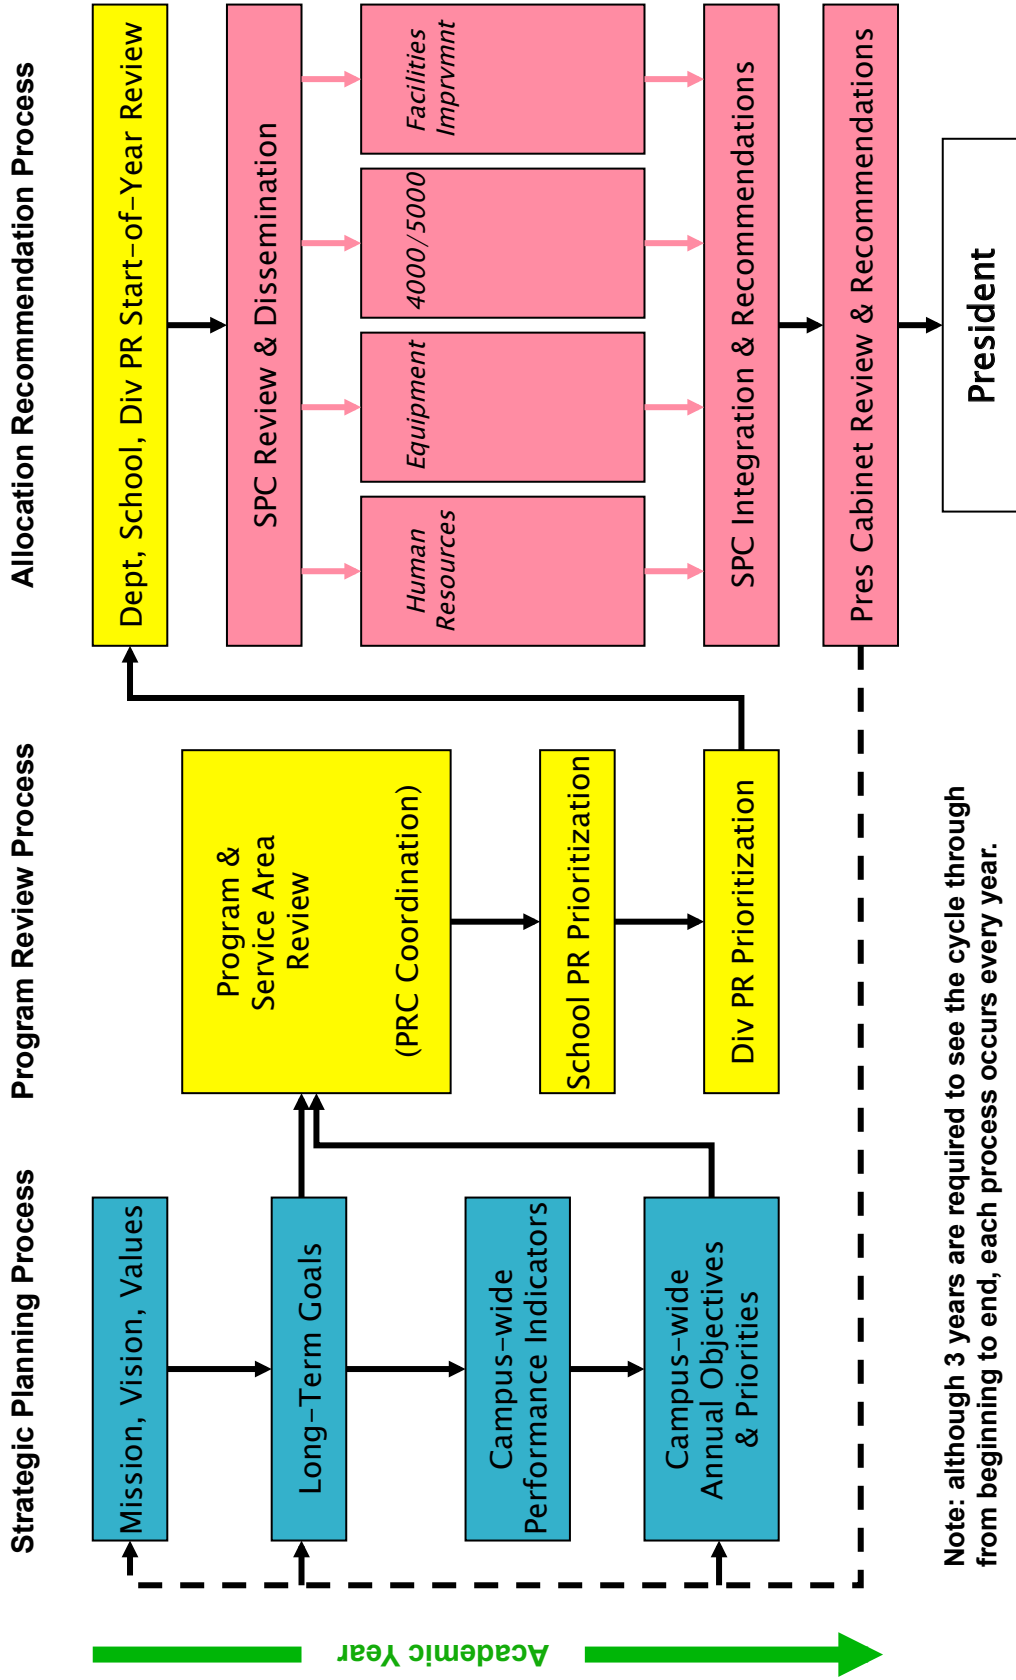 Strategic Planning Process
Program Review Process
Allocation Recommendation Process
Academic Year
Mission, Vision, Values
Long-Term Goals
Campus-wide
Performance Indicators
Campus-wide
Annual Objectives
& Priorities
Program &
Service Area
Review
(PRC Coordination)
School PR Prioritization
Div PR Prioritization
Dept, School, Div PR Start-of-Year Review
SPC Review & Dissemination
Human
Resources
Equipment
4000/5000
Facilities
Imprvmnt
SPC Integration & Recommendations
Pres Cabinet Review & Recommendations
President
Note: although 3 years are required to see the cycle through
from beginning to end, each process occurs every year.